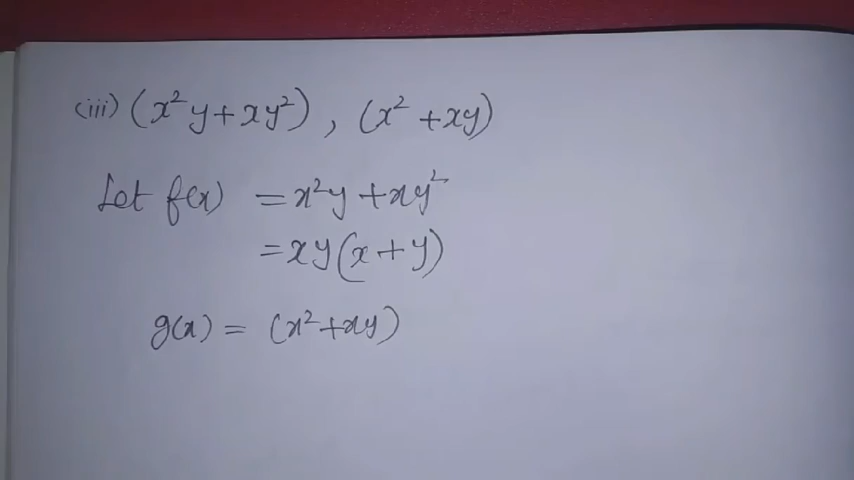 (iii) (x²y+xy²), (x²+xy)
Let f(x) = x²y+xy²
= xy(x+y)
g(x) = (x²+xy)